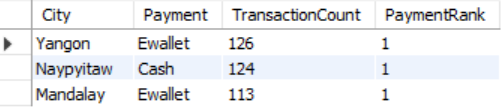 City Payment TransactionCount PaymentRank
Yangon Ewallet 126 1
Naypyitaw Cash 124 1
Mandalay Ewallet 113 1